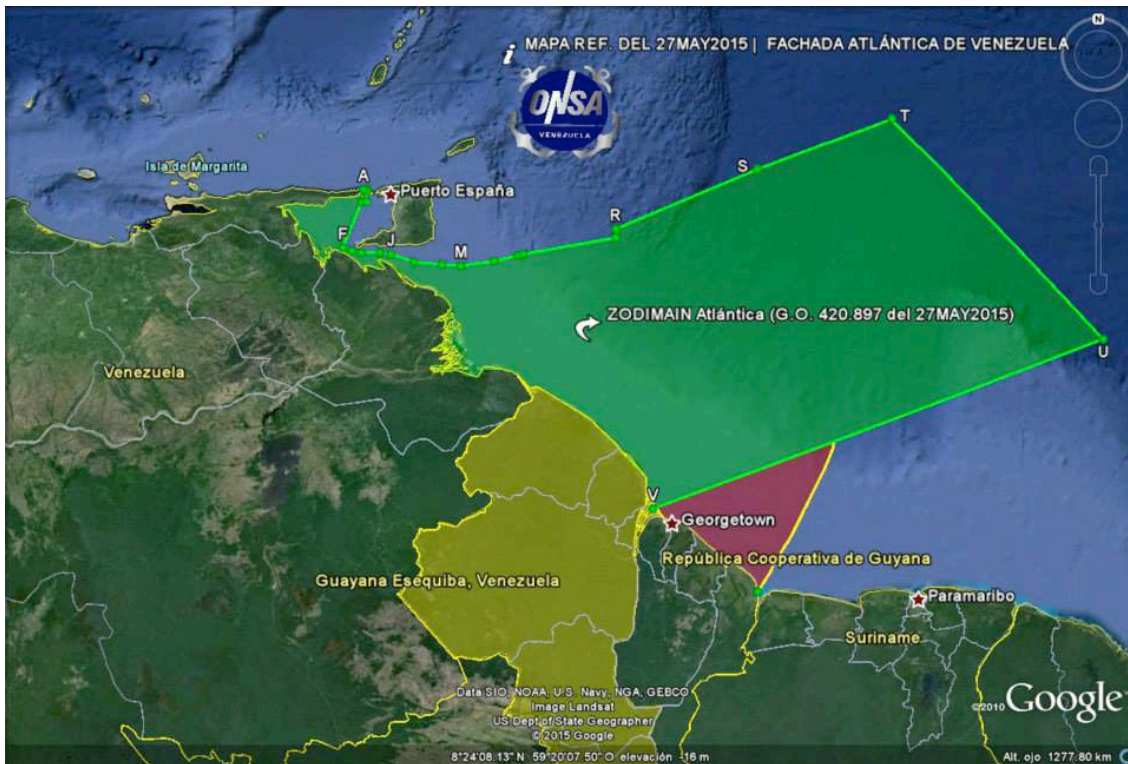 MAPA REF. DEL 27MAY2015 | FACHADA ATLÁNTICA DE VENEZUELA
N
ONSA
VENEZUELA
T
Isla de Margarita
S
A
Puerto España
R
F
J
M
ZODIMAIN Atlántica (G.O. 420.897 del 27MAY2015)
U
Venezuela
V
Georgetown
República Cooperativa de Guyana
Guayana Esequiba, Venezuela
Paramaribo
Suriname
Data SIO, NOAA, U.S. Navy, NGA, GEBCO
Image Landsat
US Dept of State Geographer
© 2015 Google
©2010 Google
8°24'08.13" N 59°20'07.50" O elevación -16 m
Alt. ojo 1277.80 km